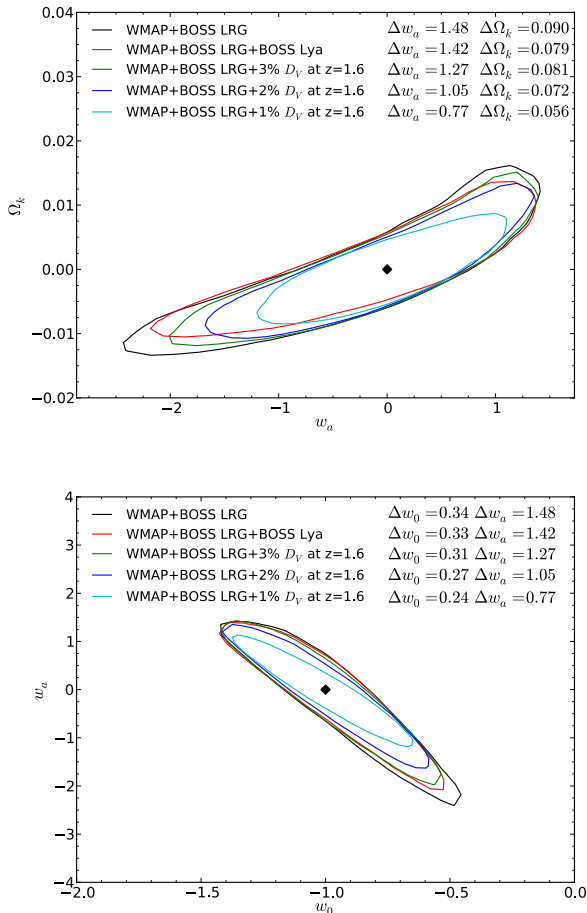 0.04
0.03
0.02
0.01
0.00
−0.01
−0.02
Ω_k
WMAP+BOSS LRG Δw_a = 1.48 ΔΩ_k = 0.090
WMAP+BOSS LRG+BOSS Lya Δw_a = 1.42 ΔΩ_k = 0.079
WMAP+BOSS LRG+3% D_V at z=1.6 Δw_a = 1.27 ΔΩ_k = 0.081
WMAP+BOSS LRG+2% D_V at z=1.6 Δw_a = 1.05 ΔΩ_k = 0.072
WMAP+BOSS LRG+1% D_V at z=1.6 Δw_a = 0.77 ΔΩ_k = 0.056
−2 −1 0 1
w_a
4
3
2
1
0
−1
−2
−3
−4
w_a
WMAP+BOSS LRG Δw_0 = 0.34 Δw_a = 1.48
WMAP+BOSS LRG+BOSS Lya Δw_0 = 0.33 Δw_a = 1.42
WMAP+BOSS LRG+3% D_V at z=1.6 Δw_0 = 0.31 Δw_a = 1.27
WMAP+BOSS LRG+2% D_V at z=1.6 Δw_0 = 0.27 Δw_a = 1.05
WMAP+BOSS LRG+1% D_V at z=1.6 Δw_0 = 0.24 Δw_a = 0.77
−2.0 −1.5 −1.0 −0.5 0.0
w_0